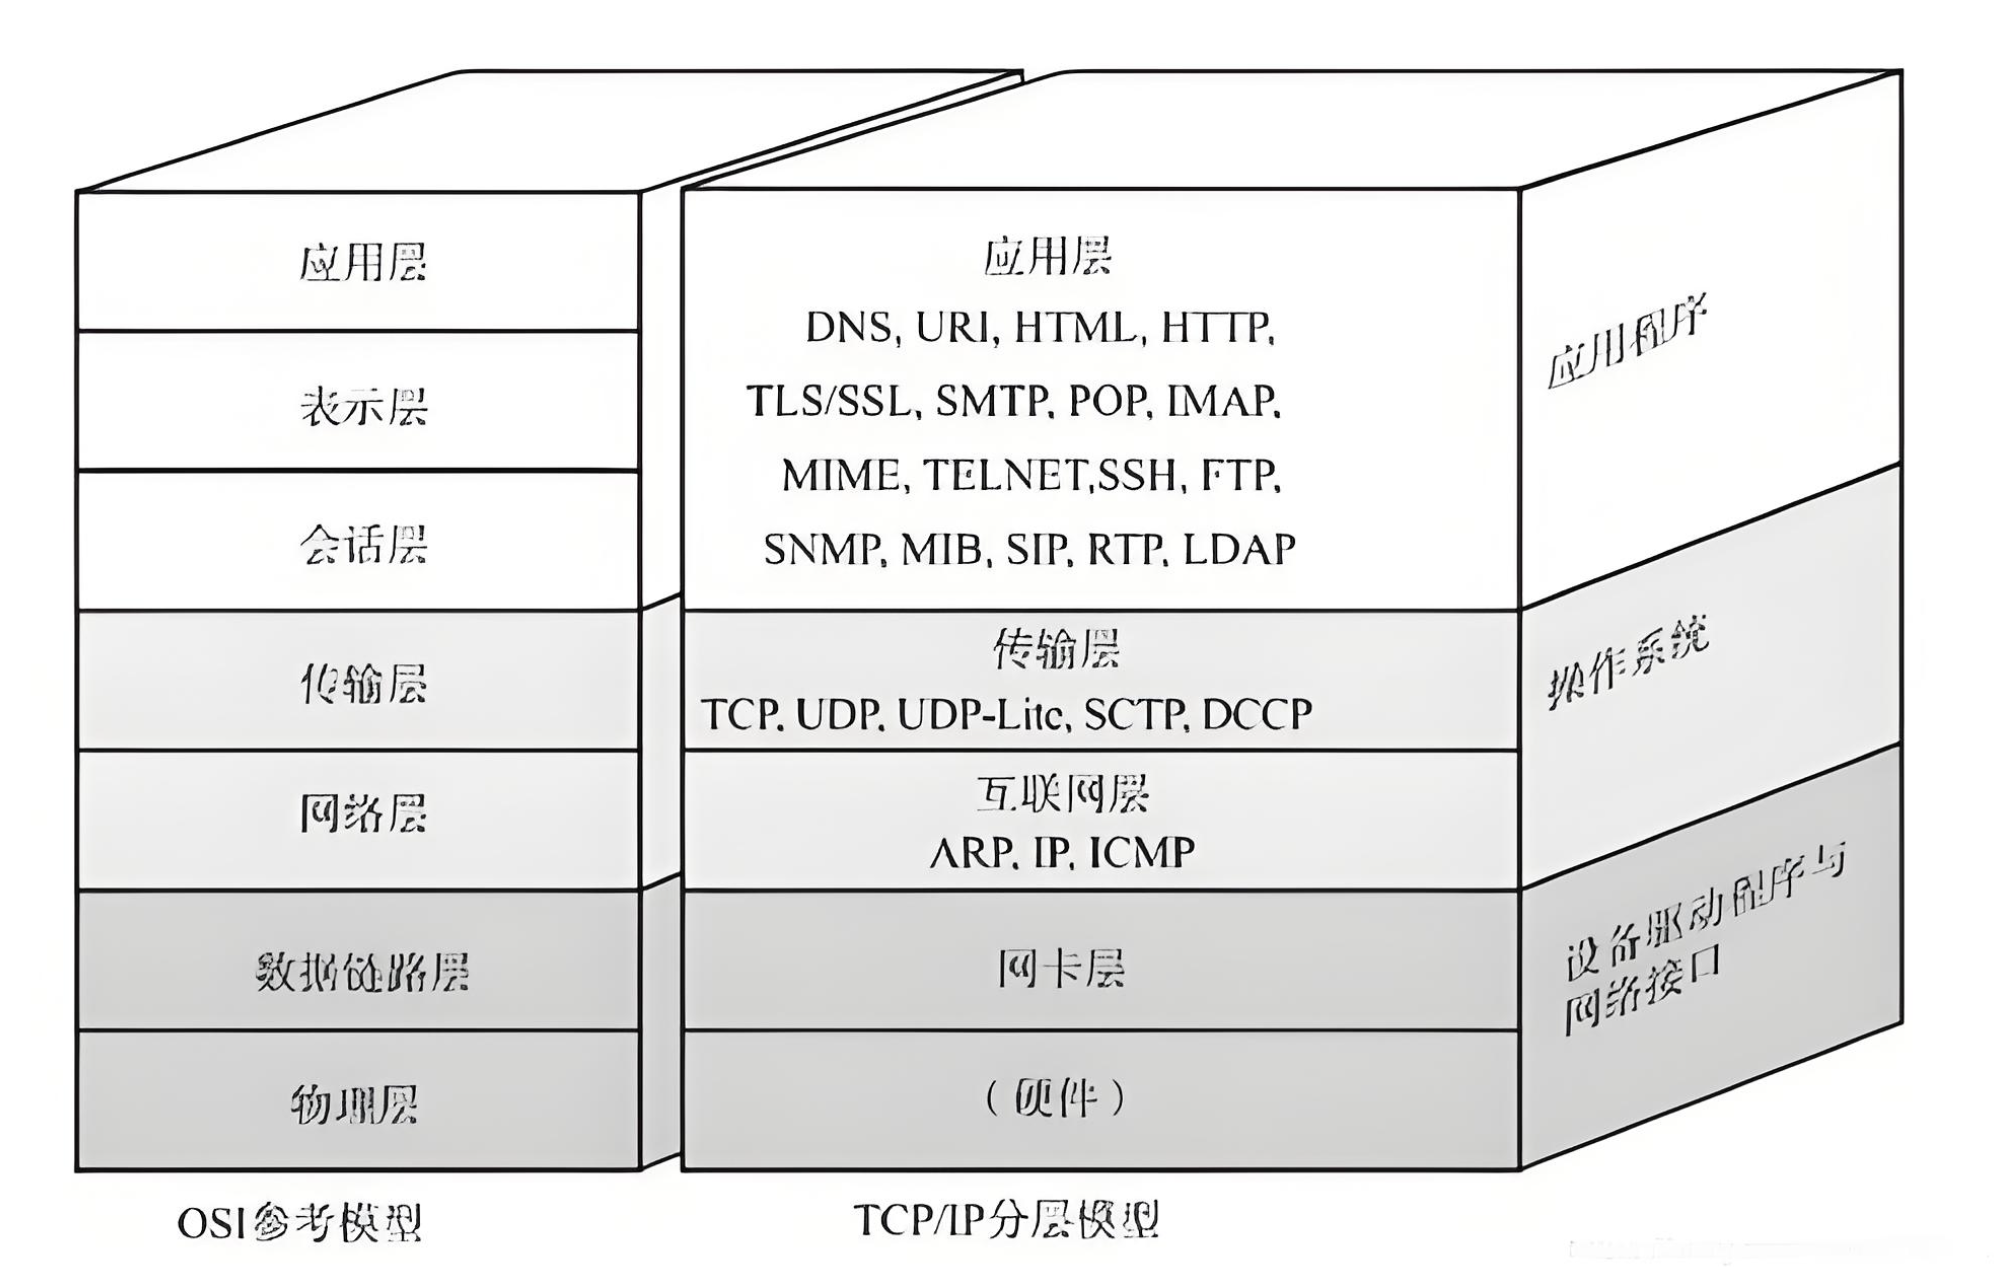 应用层
表示层
会话层
传输层
网络层
数据链路层
物理层
OSI参考模型
应用层
DNS, URI, HTML, HTTP,
TLS/SSL, SMTP, POP, IMAP,
MIME, TELNET,SSH, FTP,
SNMP, MIB, SIP, RTP, LDAP
传输层
TCP, UDP, UDP-Lite, SCTP, DCCP
互联网层
ARP, IP, ICMP
网卡层
（硬件）
TCP/IP分层模型
应用程序
操作系统
设备驱动程序与
网络接口